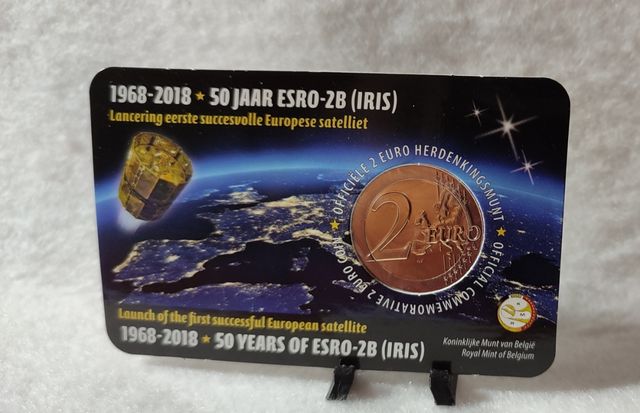 1968-2018 ★ 50 JAAR ESRO-2B (IRIS)
Lancering eerste succesvolle Europese satelliet
OFFICIËLE 2 EURO HERDENKINGSMUNT ★ OFFICIAL COMMEMORATIVE 2 EURO COIN ★
2 EURO
Launch of the first successful European satellite
1968-2018 ★ 50 YEARS OF ESRO-2B (IRIS)
Koninklijke Munt van België
Royal Mint of Belgium